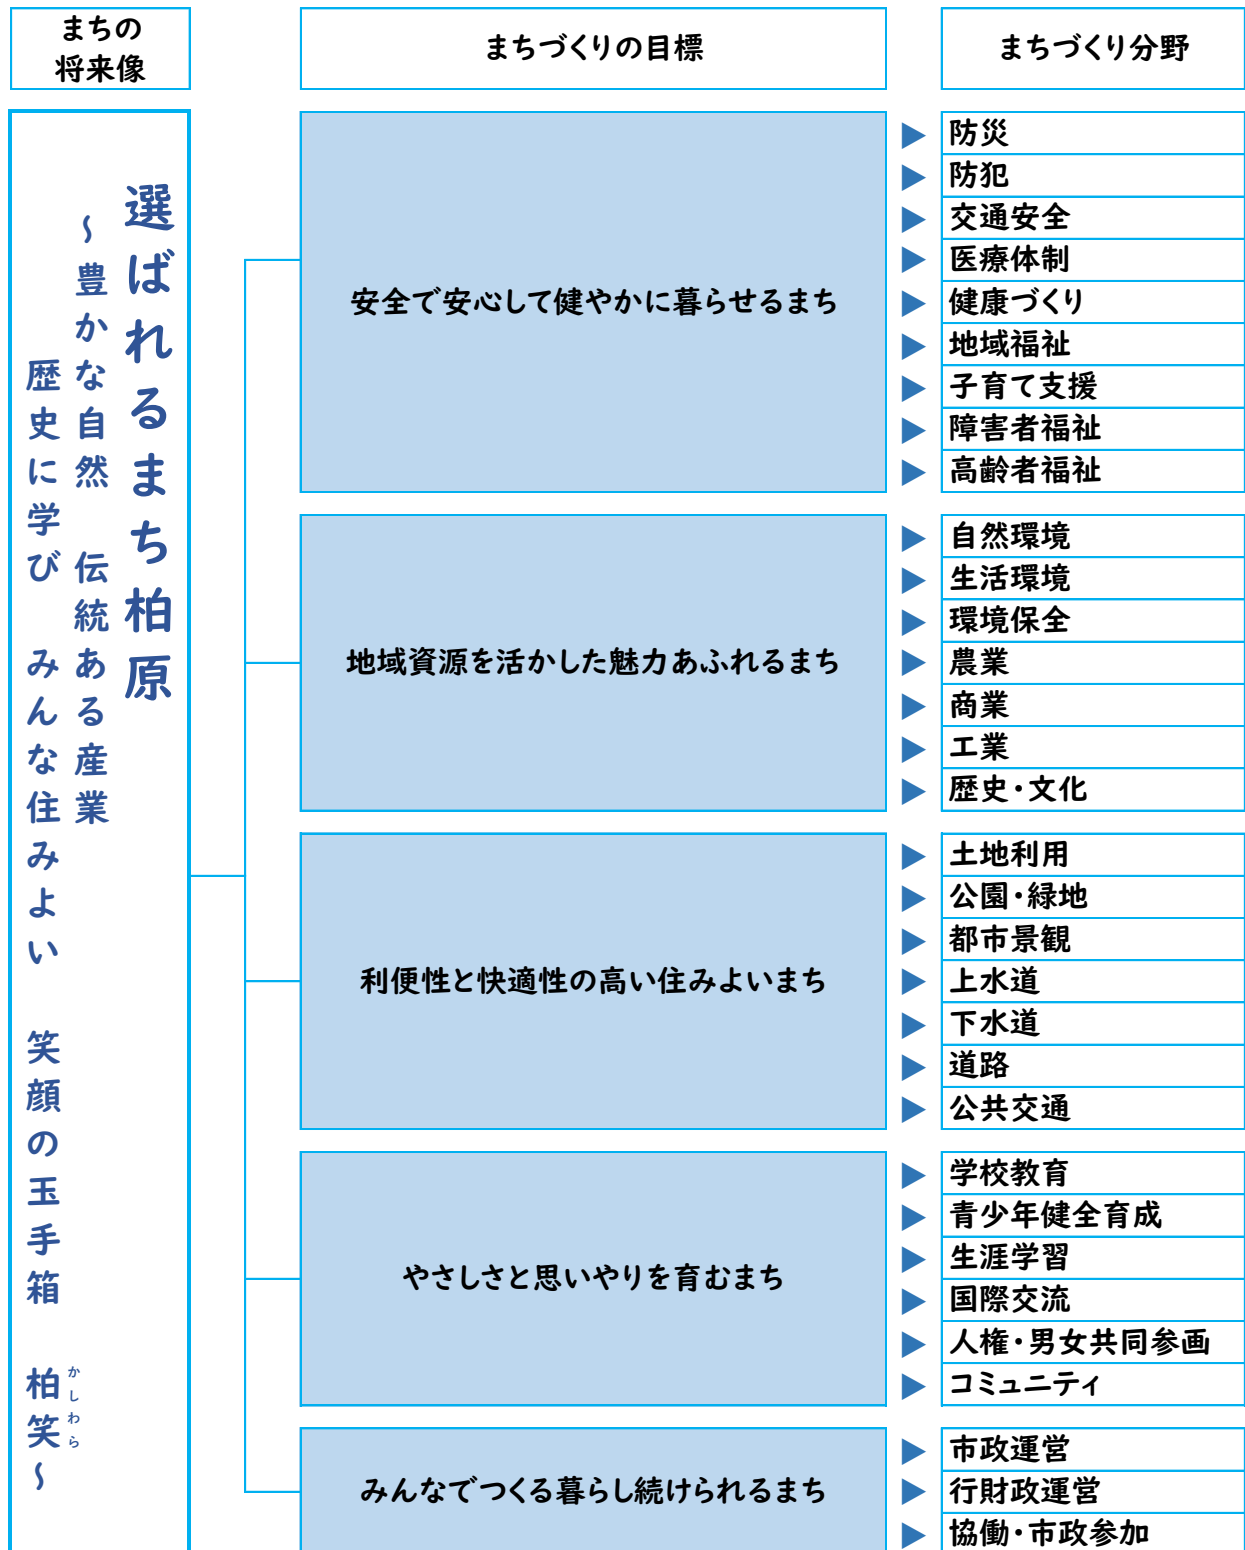 まちの
将来像
まちづくりの目標
まちづくり分野
選ばれるまち柏原
～豊かな自然　伝統ある産業
歴史に学び　みんな住みよい　笑顔の玉手箱　柏笑～
かしわら
安全で安心して健やかに暮らせるまち
防災
防犯
交通安全
医療体制
健康づくり
地域福祉
子育て支援
障害者福祉
高齢者福祉
地域資源を活かした魅力あふれるまち
自然環境
生活環境
環境保全
農業
商業
工業
歴史・文化
利便性と快適性の高い住みよいまち
土地利用
公園・緑地
都市景観
上水道
下水道
道路
公共交通
やさしさと思いやりを育むまち
学校教育
青少年健全育成
生涯学習
国際交流
人権・男女共同参画
コミュニティ
みんなでつくる暮らし続けられるまち
市政運営
行財政運営
協働・市政参加